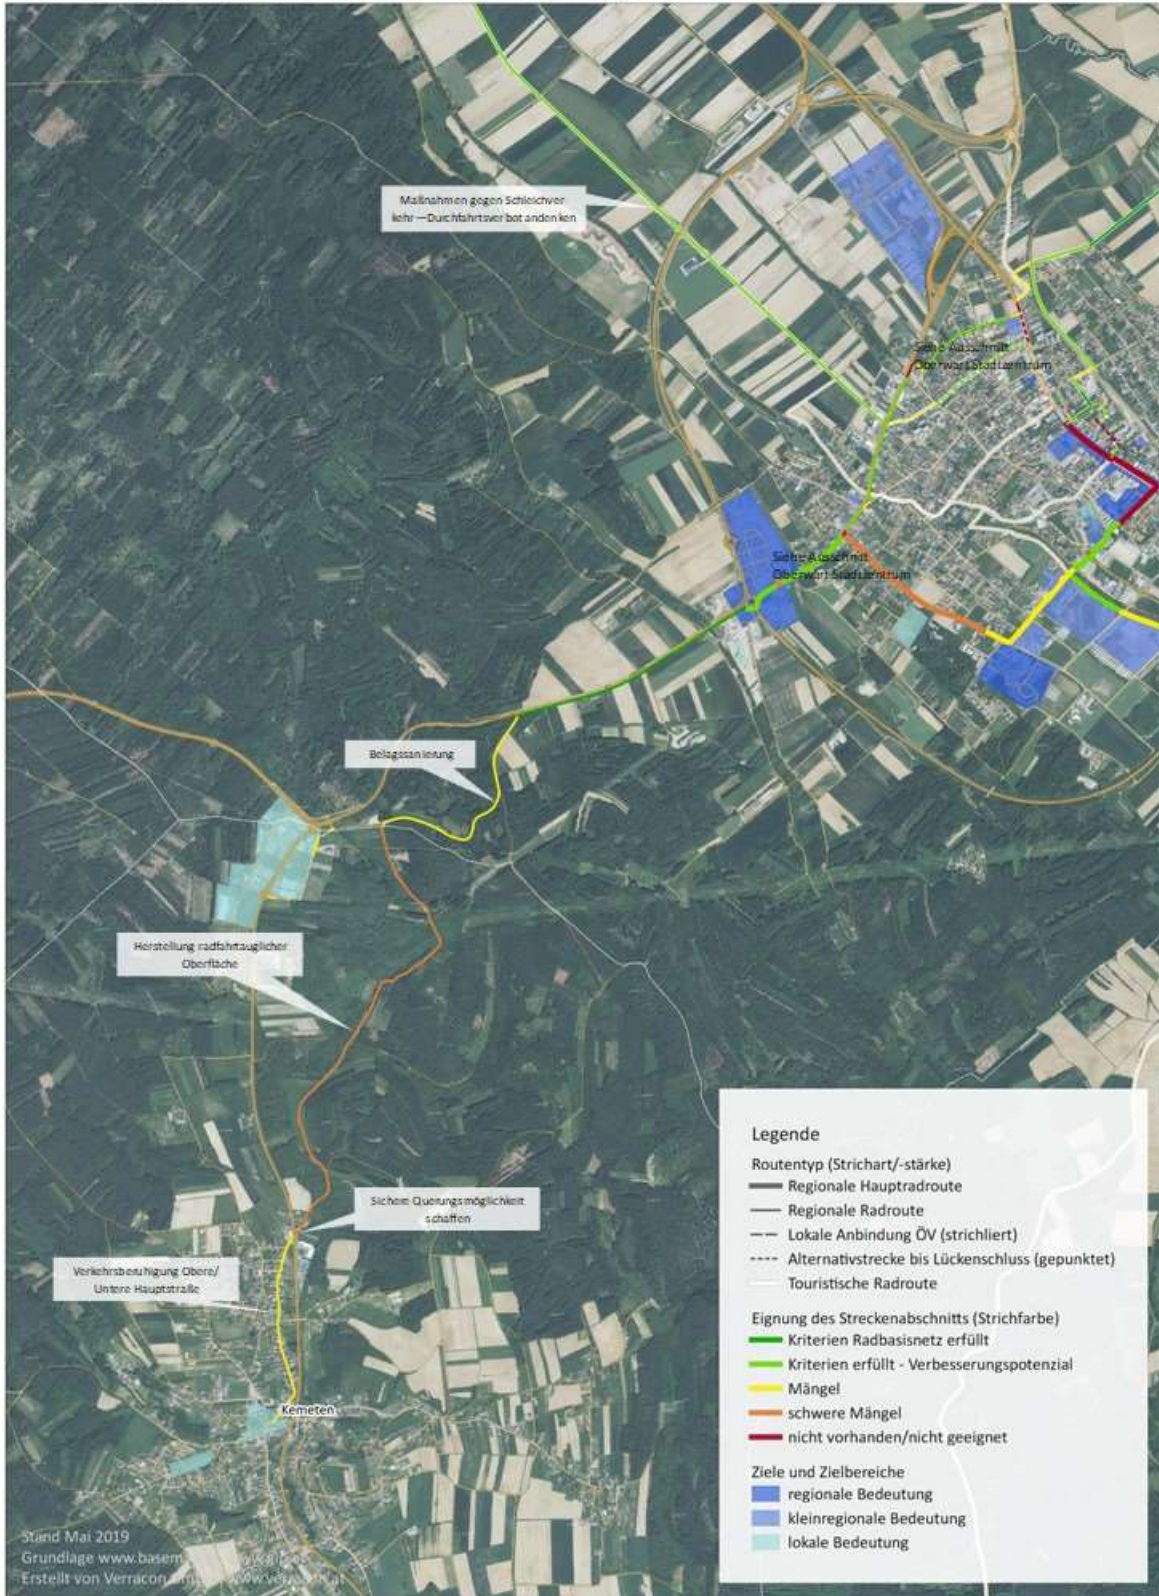 Maßnahmen gegen Schleichver-
kehr—Durchfahrtsverbot andenken
Siehe Ausschnitt
Oberwart Stadtzentrum
Siehe Ausschnitt
Oberwart Stadtzentrum
Belagssanierung
Herstellung radfahrtauglicher
Oberfläche
Sichere Querungsmöglichkeit
schaffen
Verkehrsberuhigung Obere/
Untere Hauptstraße
Kemeten
Legende
Routentyp (Strichart/-stärke)
Regionale Hauptradroute
Regionale Radroute
Lokale Anbindung ÖV (strichliert)
Alternativstrecke bis Lückenschluss (gepunktet)
Touristische Radroute
Eignung des Streckenabschnitts (Strichfarbe)
Kriterien Radbasisnetz erfüllt
Kriterien erfüllt - Verbesserungspotenzial
Mängel
schwere Mängel
nicht vorhanden/nicht geeignet
Ziele und Zielbereiche
regionale Bedeutung
kleinregionale Bedeutung
lokale Bedeutung
Stand Mai 2019
Grundlage
Erstellt von Verracon